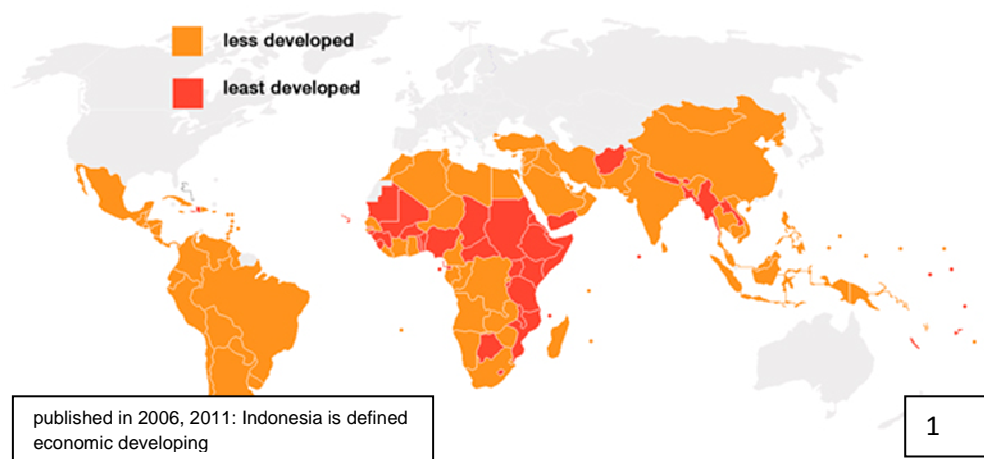 less developed
least developed
published in 2006, 2011: Indonesia is defined
economic developing
1